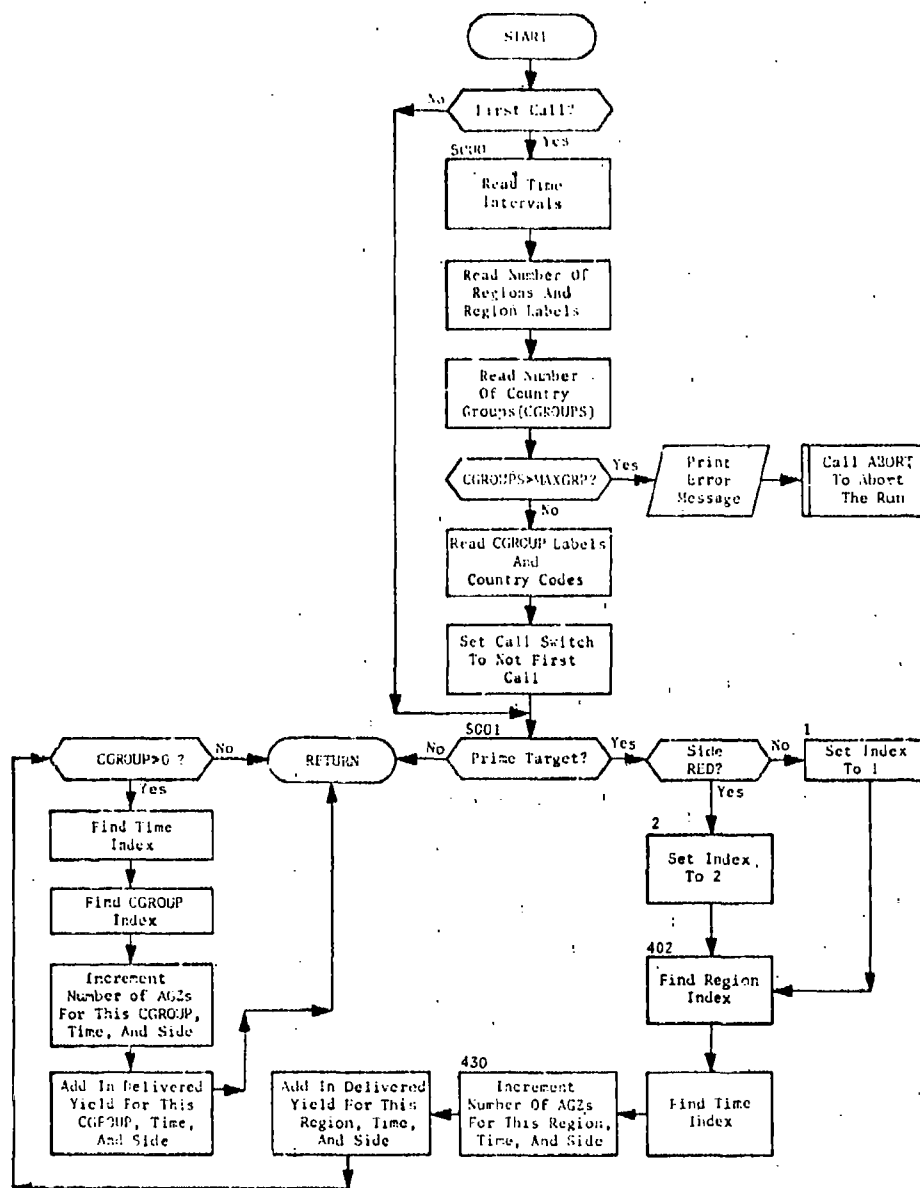 START
No
First Call?
Yes
5000
Read Time
Intervals
Read Number Of
Regions And
Region Labels
Read Number
Of Country
Groups(CGROUPS)
CGROUPS>MAXGRP?
Yes
Print
Error
Message
Call ABORT
To Abort
The Run
No
Read CGROUP Labels
And
Country Codes
Set Call Switch
To Not First
Call
5001
CGROUP>0 ?
No
RETURN
No
Prime Target?
Yes
Side
RED?
No
1
Set Index
To 1
Yes
Yes
Find Time
Index
2
Set Index
To 2
Find CGROUP
Index
402
Find Region
Index
Increment
Number of AGZs
For This CGROUP,
Time, And Side
430
Add In Delivered
Yield For This
CGROUP, Time,
And Side
Add In Delivered
Yield For This
Region, Time,
And Side
Increment
Number Of AGZs
For This Region,
Time, And Side
Find Time
Index